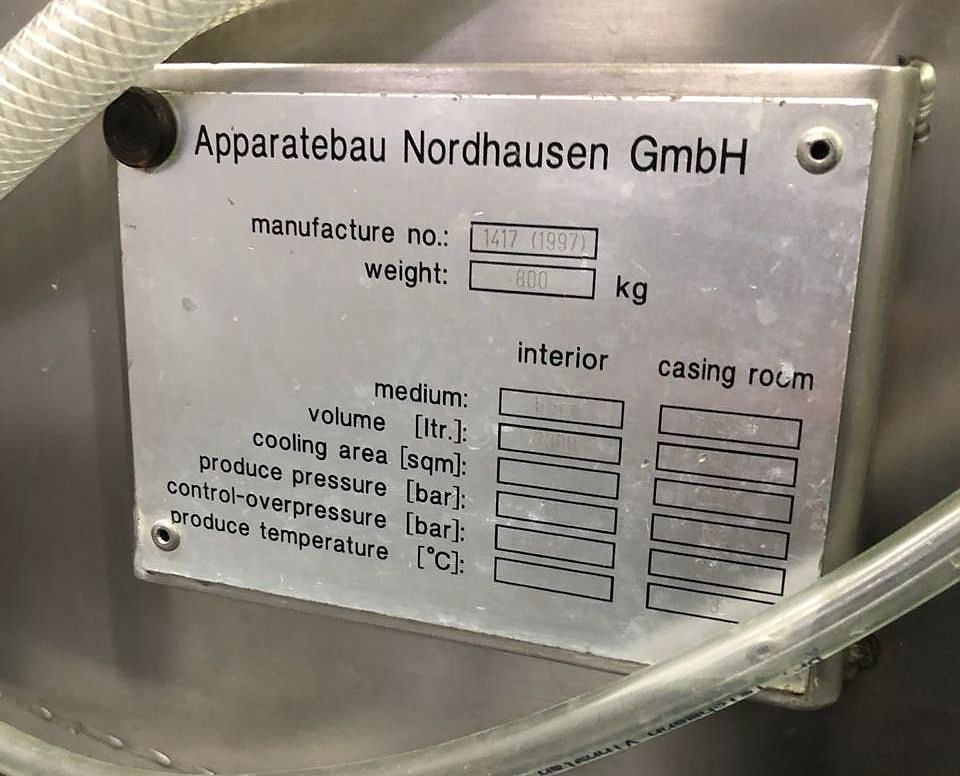 Apparatebau Nordhausen GmbH
manufacture no.: 1417 (1997)
weight: 800 kg
interior casing room
medium:
volume [ltr.]:
cooling area [sqm]:
produce pressure [bar]:
control-overpressure [bar]:
produce temperature [°C]: